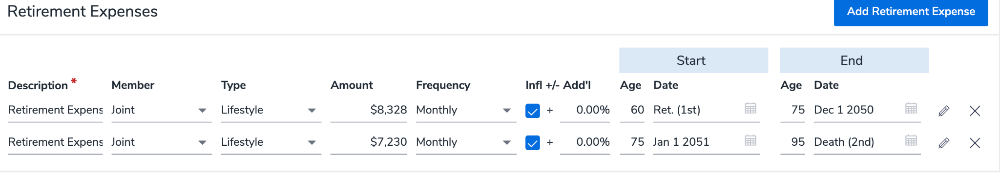 Retirement Expenses
Add Retirement Expense
Start End
Description * Member Type Amount Frequency Infl +/- Add'l Age Date Age Date
Retirement Expens Joint Lifestyle $8,328 Monthly + 0.00% 60 Ret. (1st) 75 Dec 1 2050
Retirement Expens Joint Lifestyle $7,230 Monthly + 0.00% 75 Jan 1 2051 95 Death (2nd)